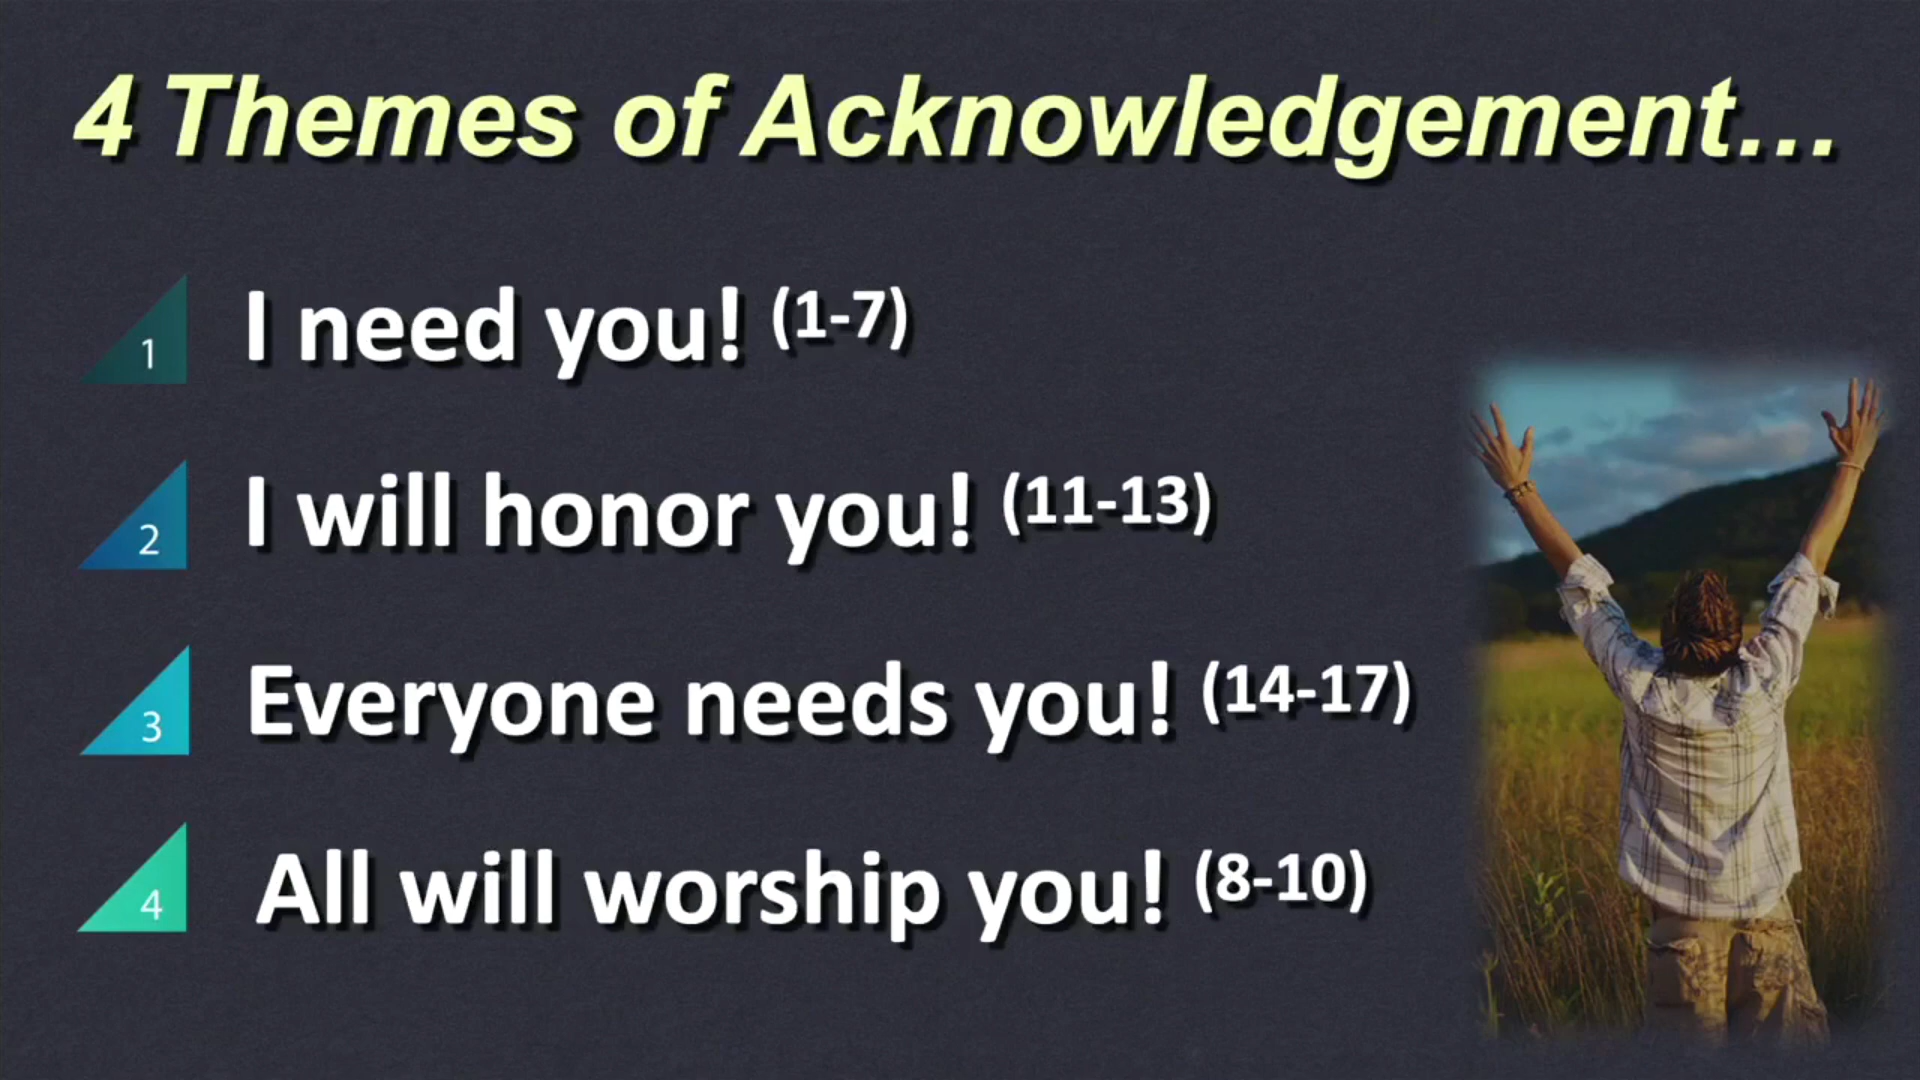 4 Themes of Acknowledgement...
1 I need you! (1-7)
2 I will honor you! (11-13)
3 Everyone needs you! (14-17)
4 All will worship you! (8-10)